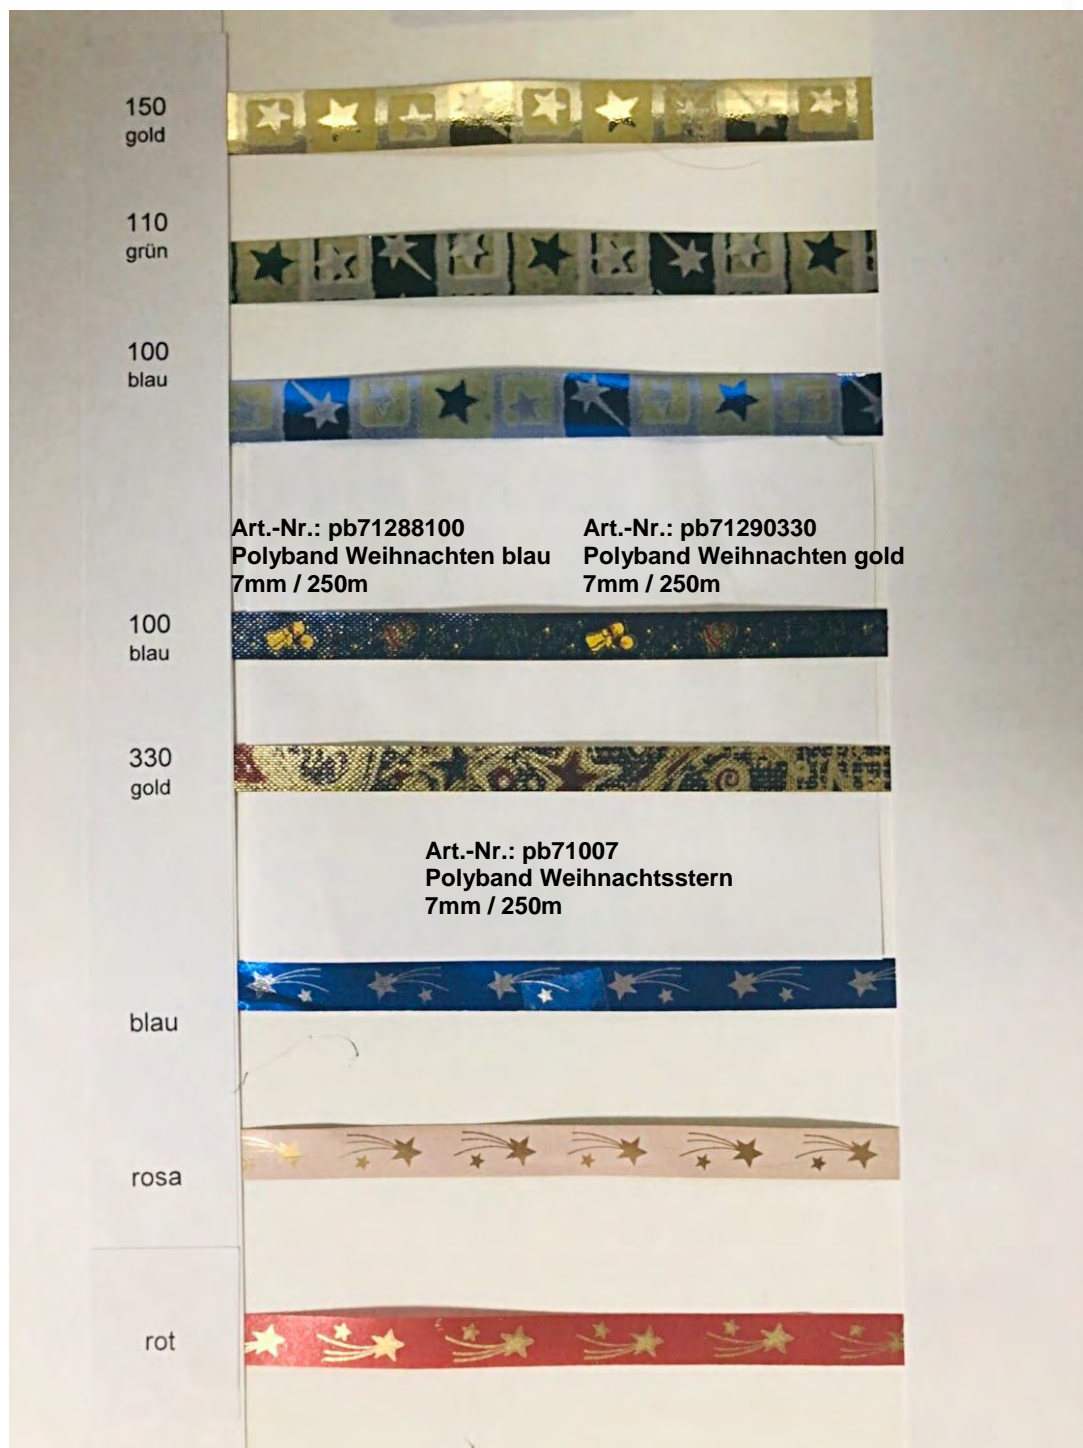 150
gold
110
grün
100
blau
Art.-Nr.: pb71288100
Polyband Weihnachten blau
7mm / 250m
Art.-Nr.: pb71290330
Polyband Weihnachten gold
7mm / 250m
100
blau
330
gold
Art.-Nr.: pb71007
Polyband Weihnachtsstern
7mm / 250m
blau
rosa
rot